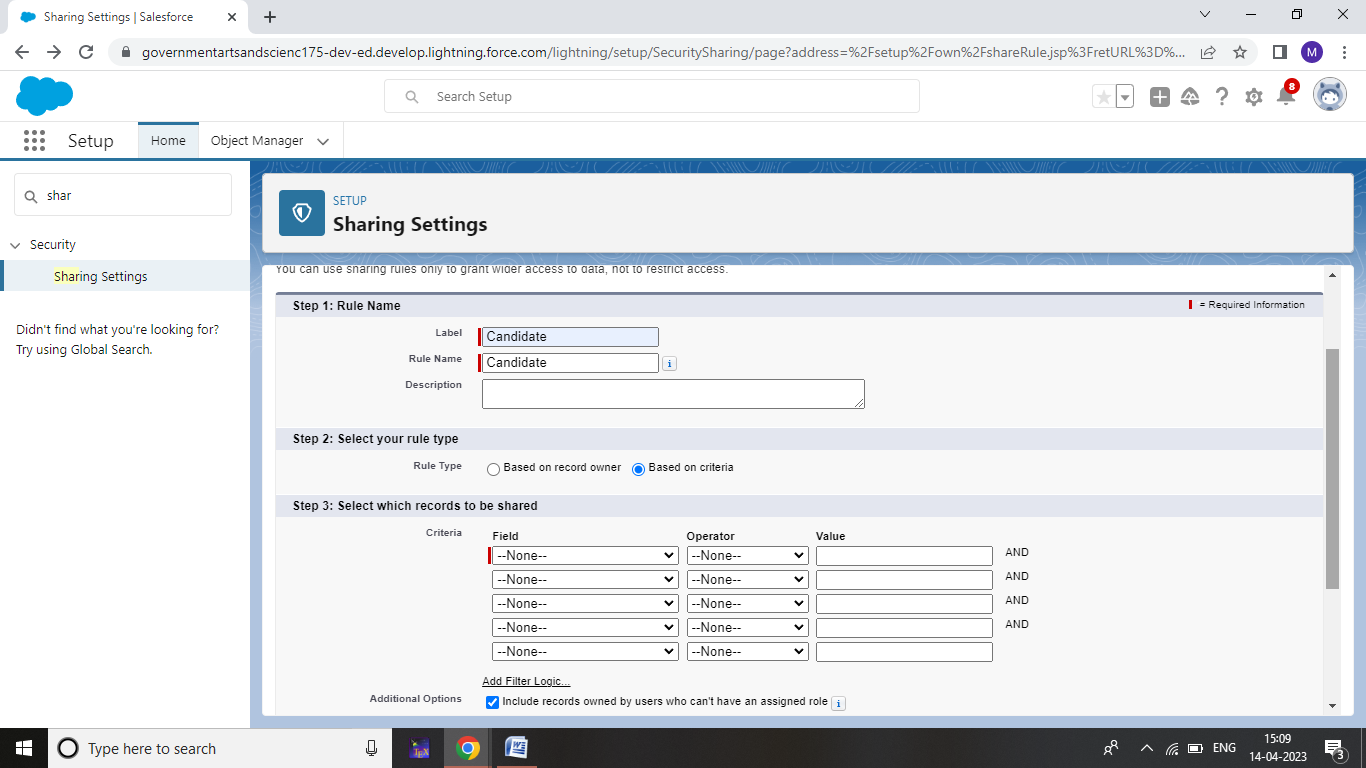 Sharing Settings | Salesforce
governmentartsandscienc175-dev-ed.develop.lightning.force.com/lightning/setup/SecuritySharing/page?address=%2Fsetup%2Fown%2FshareRule.jsp%3FretURL%3D%...
M
Search Setup
8
Setup
Home
Object Manager
shar
Security
Sharing Settings
Didn't find what you're looking for?
Try using Global Search.
SETUP
Sharing Settings
You can use sharing rules only to grant wider access to data, not to restrict access.
Step 1: Rule Name
= Required Information
Label
Candidate
Rule Name
Candidate
i
Description
Step 2: Select your rule type
Rule Type
Based on record owner
Based on criteria
Step 3: Select which records to be shared
Criteria
Field Operator Value
--None-- --None-- AND
--None-- --None-- AND
--None-- --None-- AND
--None-- --None-- AND
--None-- --None--
Add Filter Logic...
Additional Options
Include records owned by users who can't have an assigned role
i
Type here to search
TEX
W
ENG
15:09
14-04-2023
3